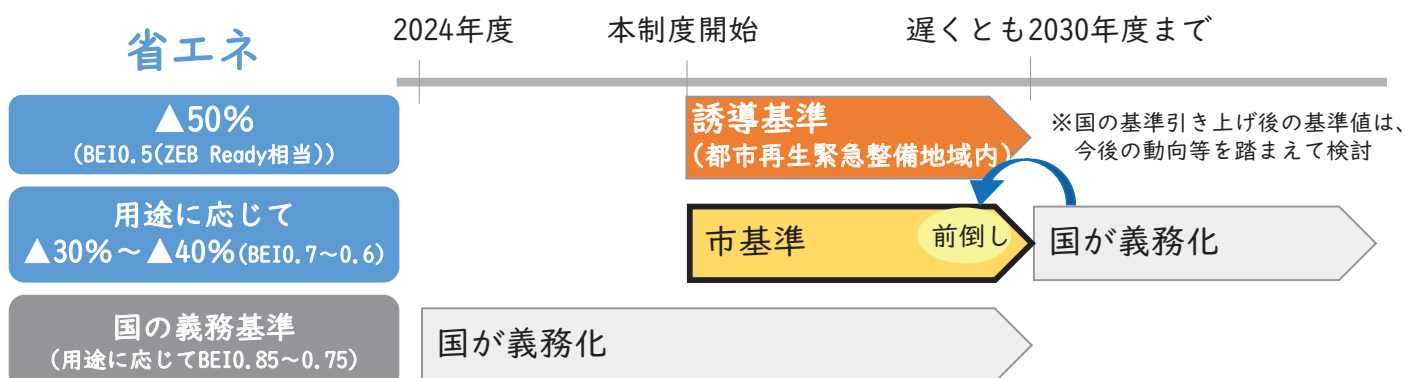 省エネ
2024年度
本制度開始
遅くとも2030年度まで
▲50%
(BEI0.5(ZEB Ready相当))
誘導基準
(都市再生緊急整備地域内)
※国の基準引き上げ後の基準値は、
今後の動向等を踏まえて検討
用途に応じて
▲30%～▲40%(BEI0.7～0.6)
市基準
前倒し
国が義務化
国の義務基準
(用途に応じてBEI0.85～0.75)
国が義務化